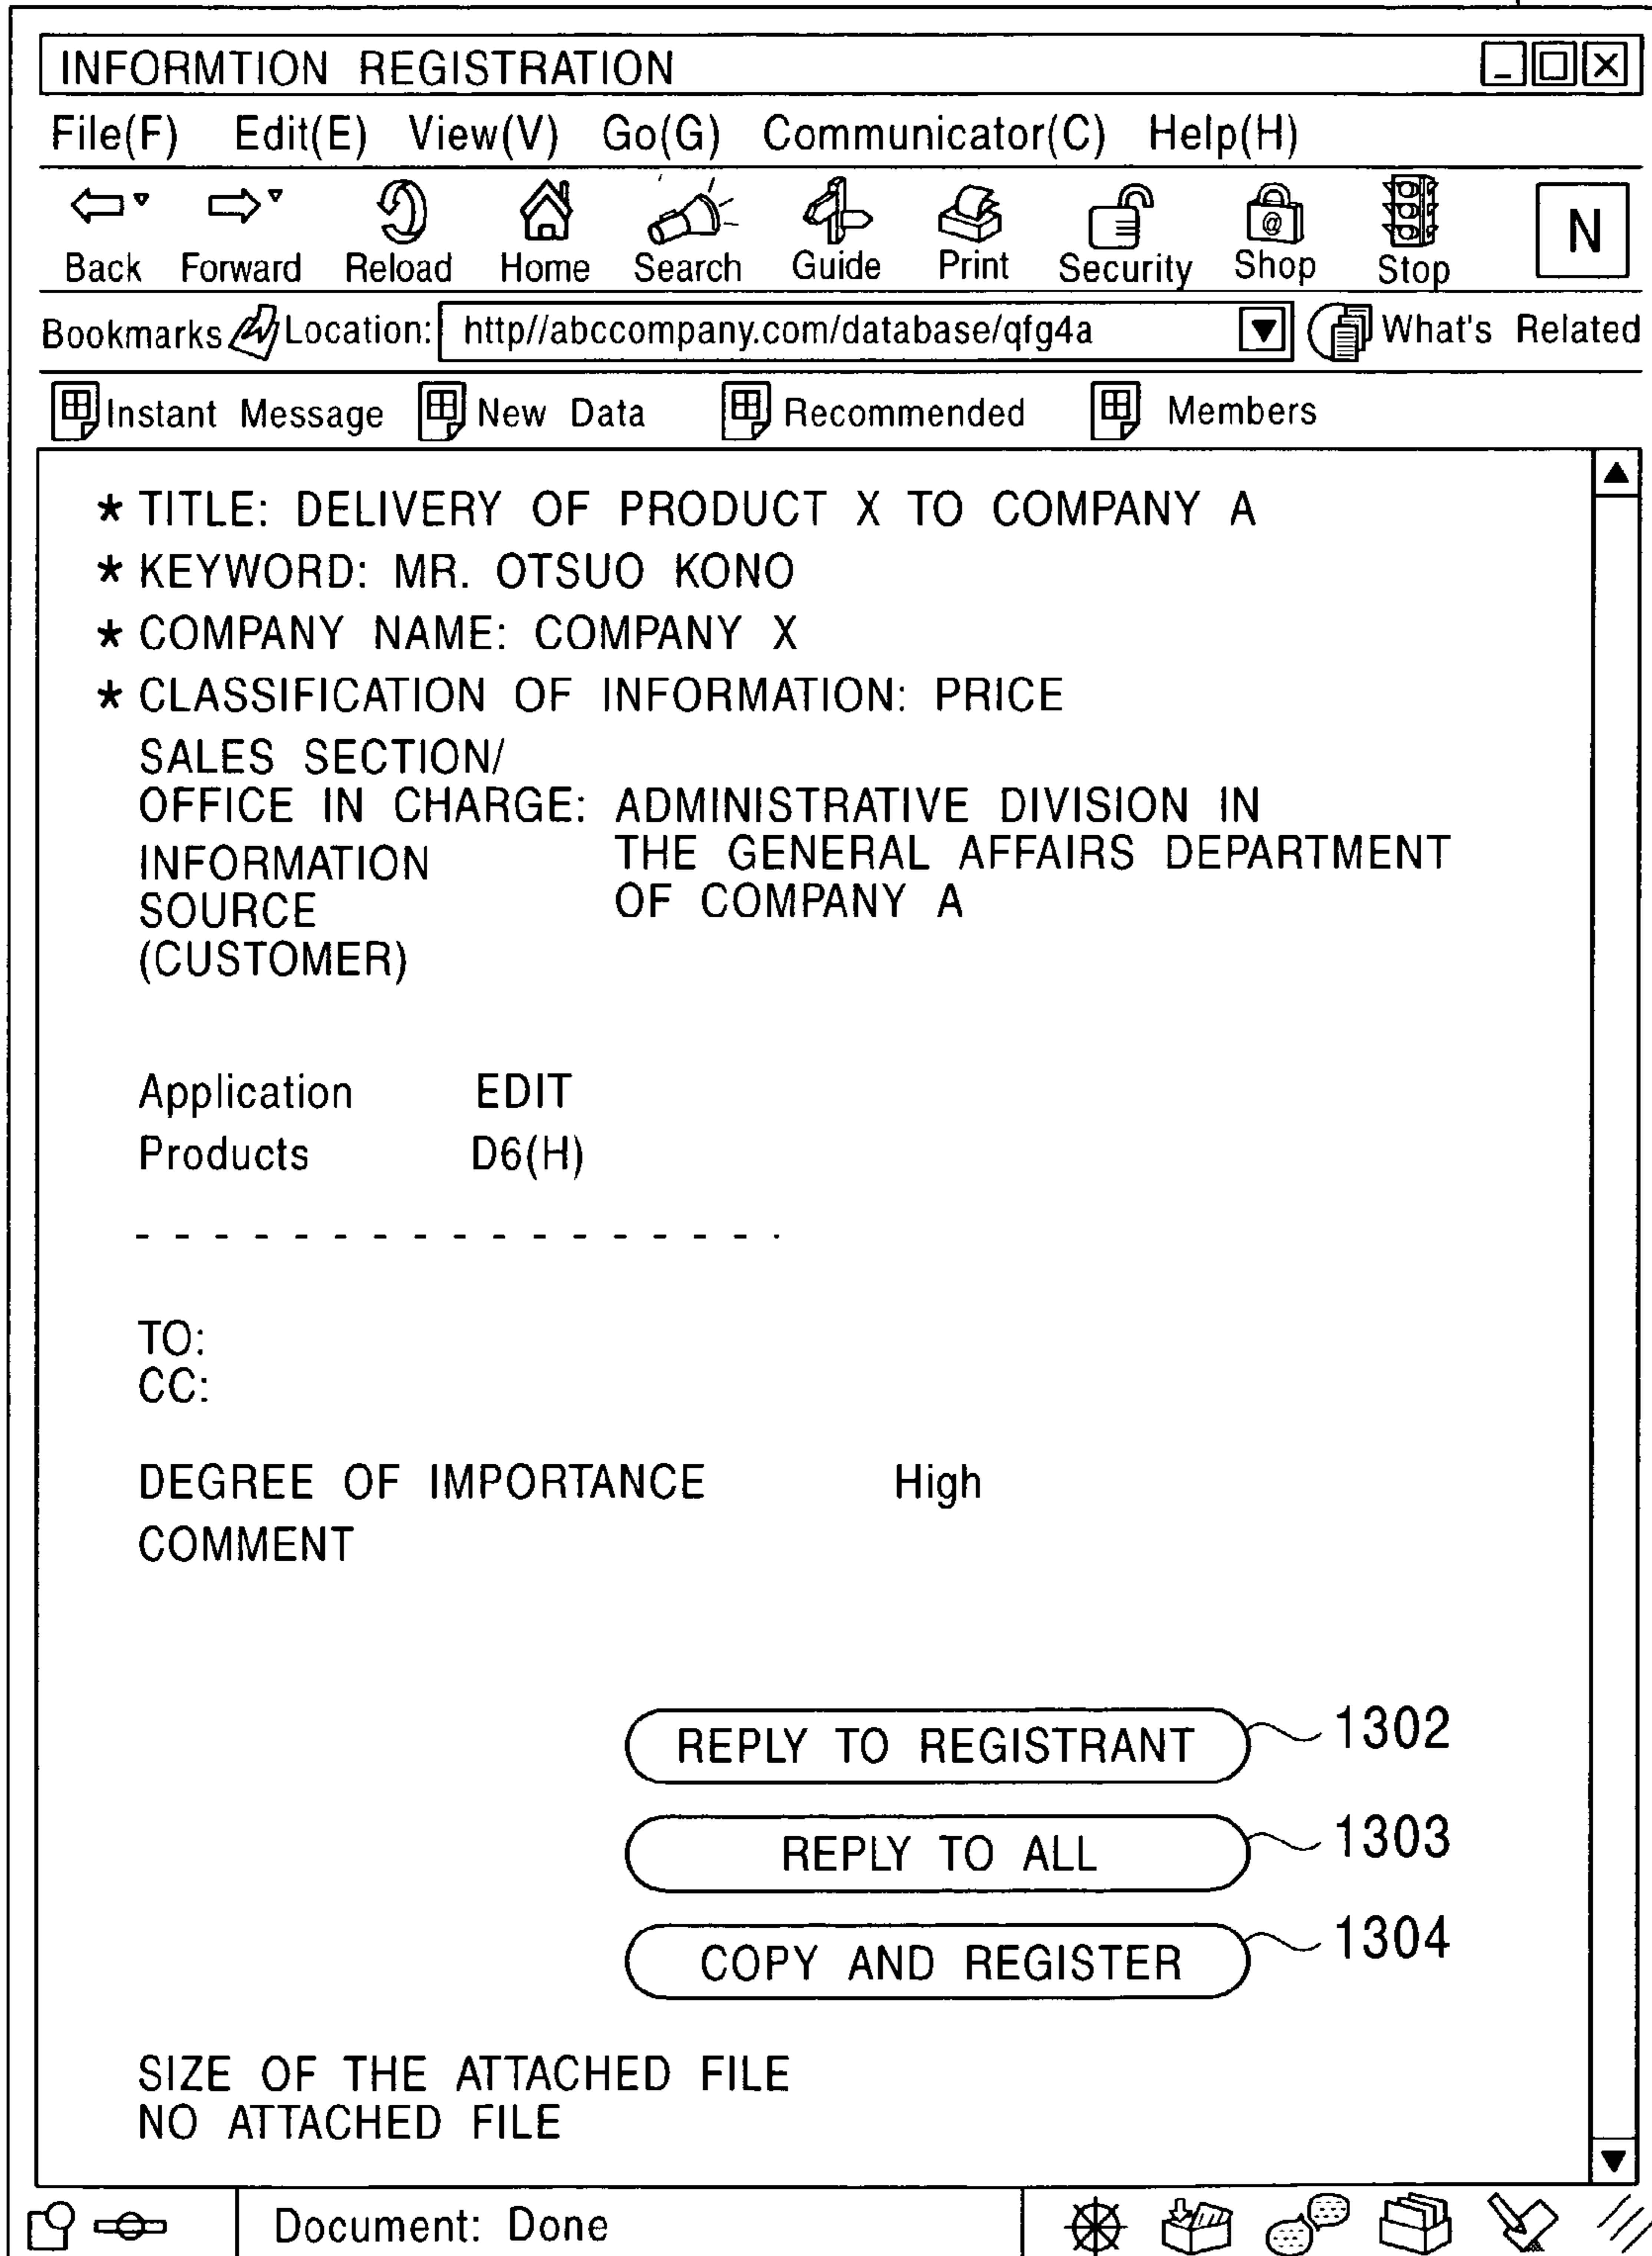 INFORMTION REGISTRATION
File(F) Edit(E) View(V) Go(G) Communicator(C) Help(H)
Back Forward Reload Home Search Guide Print Security Shop Stop N
Bookmarks Location: http//abccompany.com/database/qfg4a What's Related
Instant Message New Data Recommended Members
* TITLE: DELIVERY OF PRODUCT X TO COMPANY A
* KEYWORD: MR. OTSUO KONO
* COMPANY NAME: COMPANY X
* CLASSIFICATION OF INFORMATION: PRICE
SALES SECTION/
OFFICE IN CHARGE: ADMINISTRATIVE DIVISION IN
INFORMATION THE GENERAL AFFAIRS DEPARTMENT
SOURCE OF COMPANY A
(CUSTOMER)
Application EDIT
Products D6(H)
- - - - - - - - - - - - - - - - -
TO:
CC:
DEGREE OF IMPORTANCE High
COMMENT
REPLY TO REGISTRANT 1302
REPLY TO ALL 1303
COPY AND REGISTER 1304
SIZE OF THE ATTACHED FILE
NO ATTACHED FILE
Document: Done